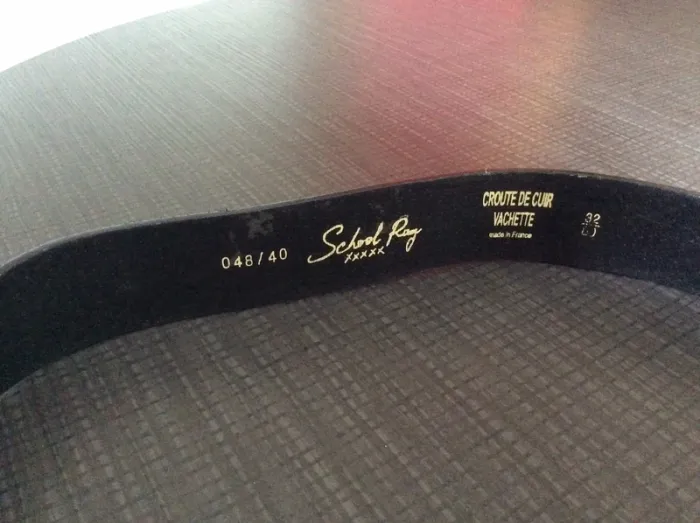 048/40
School Rag
xxxxx
CROUTE DE CUIR
VACHETTE
made in France
32